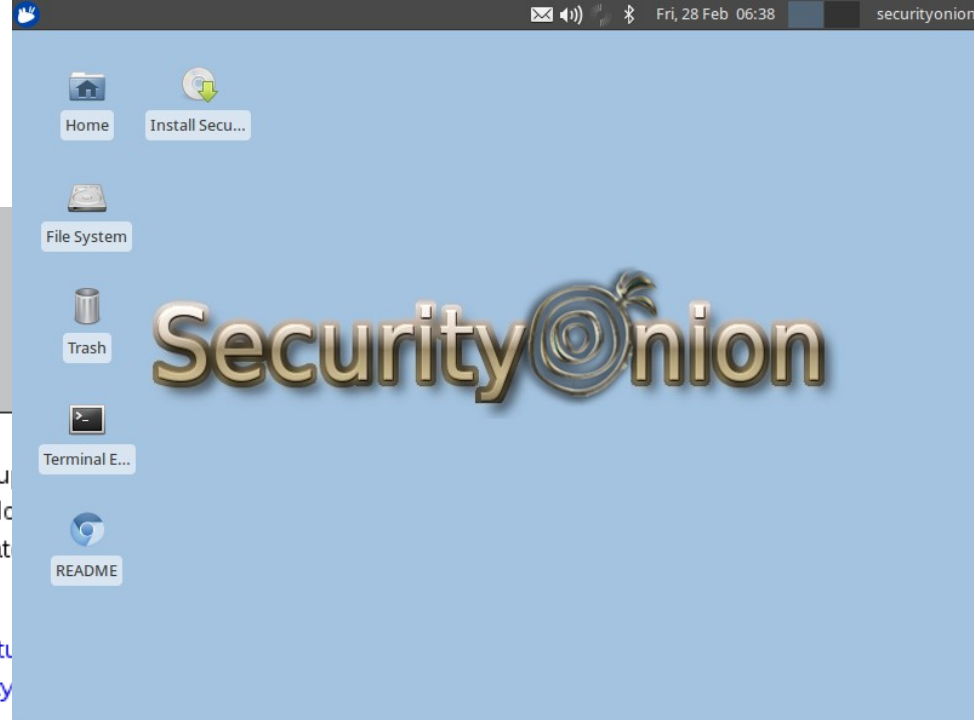 Fri, 28 Feb 06:38
securityonion
Home
Install Secu...
File System
Trash
SecurityOnion
Terminal E...
README